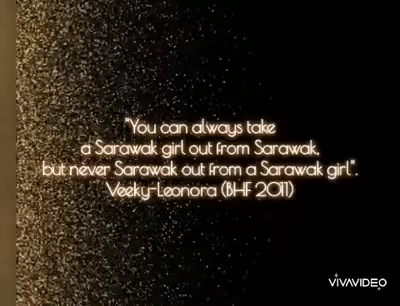 "You can always take
a Sarawak girl out from Sarawak,
but never Sarawak out from a Sarawak girl".
Veeky-Leonora (BHF 2011)
VIVAVIDEO